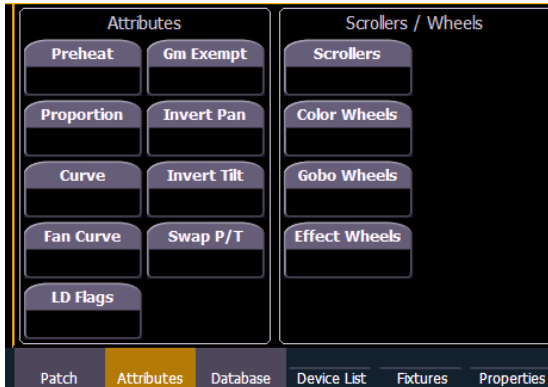 Attributes
Scrollers / Wheels
Preheat
Gm Exempt
Scrollers
Proportion
Invert Pan
Color Wheels
Curve
Invert Tilt
Gobo Wheels
Fan Curve
Swap P/T
Effect Wheels
LD Flags
Patch
Attributes
Database
Device List
Fixtures
Properties